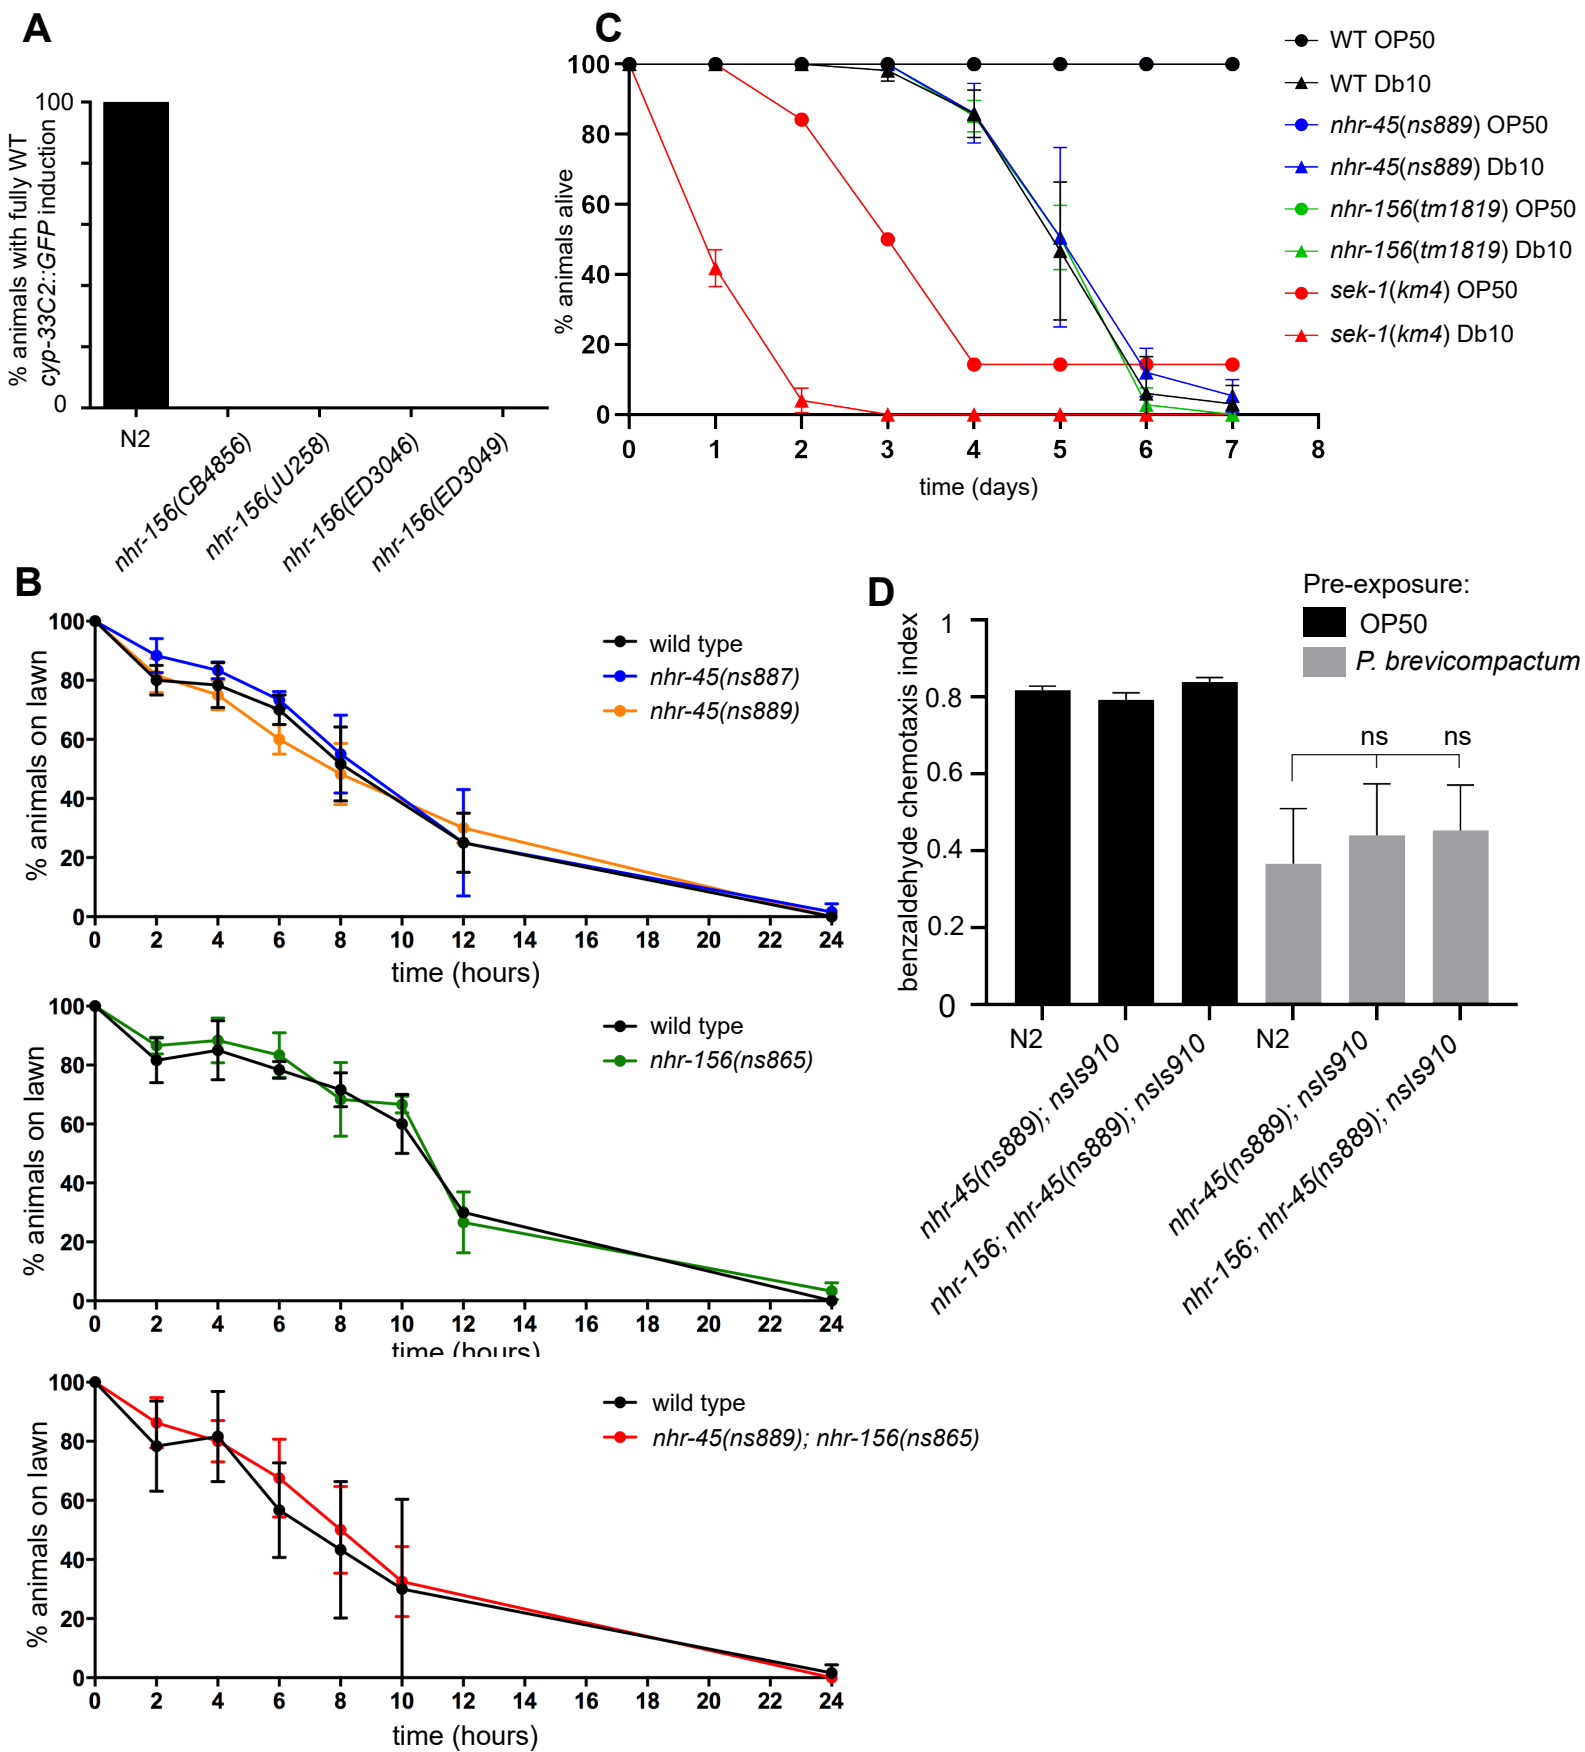 A
100
0
% animals with fully WT
cyp-33C2::GFP induction
N2
nhr-156(CB4856)
nhr-156(JU258)
nhr-156(ED3046)
nhr-156(ED3049)
C
100
80
60
40
20
0
% animals alive
0 1 2 3 4 5 6 7 8
time (days)
WT OP50
WT Db10
nhr-45(ns889) OP50
nhr-45(ns889) Db10
nhr-156(tm1819) OP50
nhr-156(tm1819) Db10
sek-1(km4) OP50
sek-1(km4) Db10
B
100
80
60
40
20
0
% animals on lawn
0 2 4 6 8 10 12 14 16 18 20 22 24
time (hours)
wild type
nhr-45(ns887)
nhr-45(ns889)
100
80
60
40
20
0
% animals on lawn
0 2 4 6 8 10 12 14 16 18 20 22 24
time (hours)
wild type
nhr-156(ns865)
100
80
60
40
20
0
% animals on lawn
0 2 4 6 8 10 12 14 16 18 20 22 24
time (hours)
wild type
nhr-45(ns889); nhr-156(ns865)
D
Pre-exposure:
OP50
P. brevicompactum
1
0.8
0.6
0.4
0.2
0
benzaldehyde chemotaxis index
ns ns
N2
nhr-45(ns889); nsIs910
nhr-156; nhr-45(ns889); nsIs910
N2
nhr-45(ns889); nsIs910
nhr-156; nhr-45(ns889); nsIs910